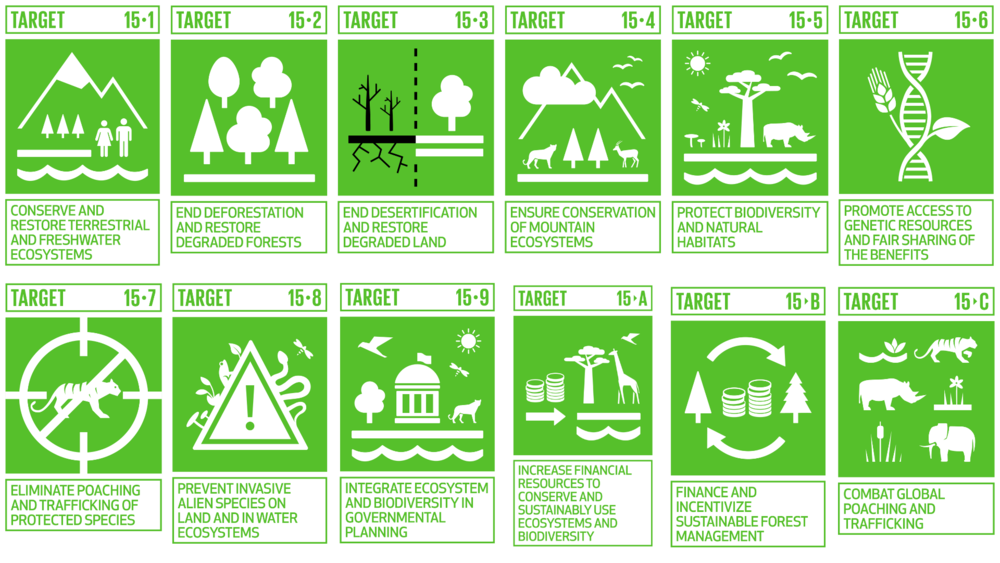 TARGET 15·1
CONSERVE AND
RESTORE TERRESTRIAL
AND FRESHWATER
ECOSYSTEMS
TARGET 15·2
END DEFORESTATION
AND RESTORE
DEGRADED FORESTS
TARGET 15·3
END DESERTIFICATION
AND RESTORE
DEGRADED LAND
TARGET 15·4
ENSURE CONSERVATION
OF MOUNTAIN
ECOSYSTEMS
TARGET 15·5
PROTECT BIODIVERSITY
AND NATURAL
HABITATS
TARGET 15·6
PROMOTE ACCESS TO
GENETIC RESOURCES
AND FAIR SHARING OF
THE BENEFITS
TARGET 15·7
ELIMINATE POACHING
AND TRAFFICKING OF
PROTECTED SPECIES
TARGET 15·8
PREVENT INVASIVE
ALIEN SPECIES ON
LAND AND IN WATER
ECOSYSTEMS
TARGET 15·9
INTEGRATE ECOSYSTEM
AND BIODIVERSITY IN
GOVERNMENTAL
PLANNING
TARGET 15·A
INCREASE FINANCIAL
RESOURCES TO
CONSERVE AND
SUSTAINABLY USE
ECOSYSTEMS AND
BIODIVERSITY
TARGET 15·B
FINANCE AND
INCENTIVIZE
SUSTAINABLE FOREST
MANAGEMENT
TARGET 15·C
COMBAT GLOBAL
POACHING AND
TRAFFICKING